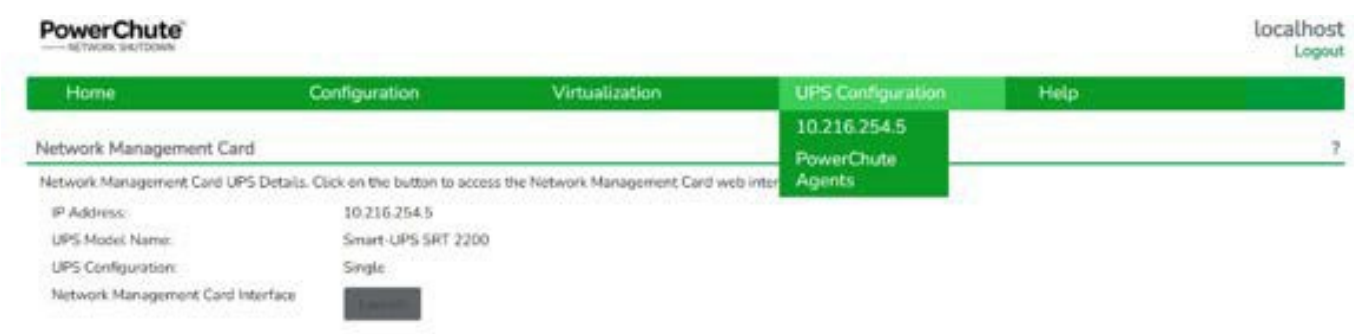 PowerChute
NETWORK SHUTDOWN
localhost
Logout
Home Configuration Virtualization UPS Configuration Help
10.216.254.5
PowerChute
Agents
Network Management Card ?
Network Management Card UPS Details. Click on the button to access the Network Management Card web inter
IP Address: 10.216.254.5
UPS Model Name: Smart-UPS SRT 2200
UPS Configuration: Single
Network Management Card Interface